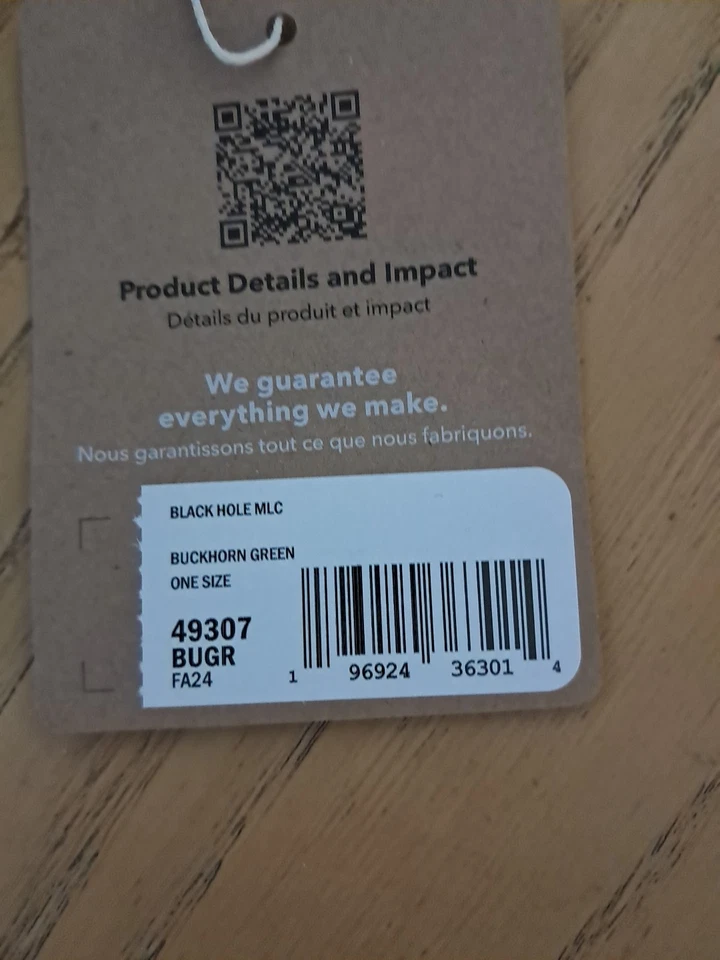 Product Details and Impact
Détails du produit et impact
We guarantee
everything we make.
Nous garantissons tout ce que nous fabriquons.
BLACK HOLE MLC
BUCKHORN GREEN
ONE SIZE
49307
BUGR
FA24
1 96924 36301 4